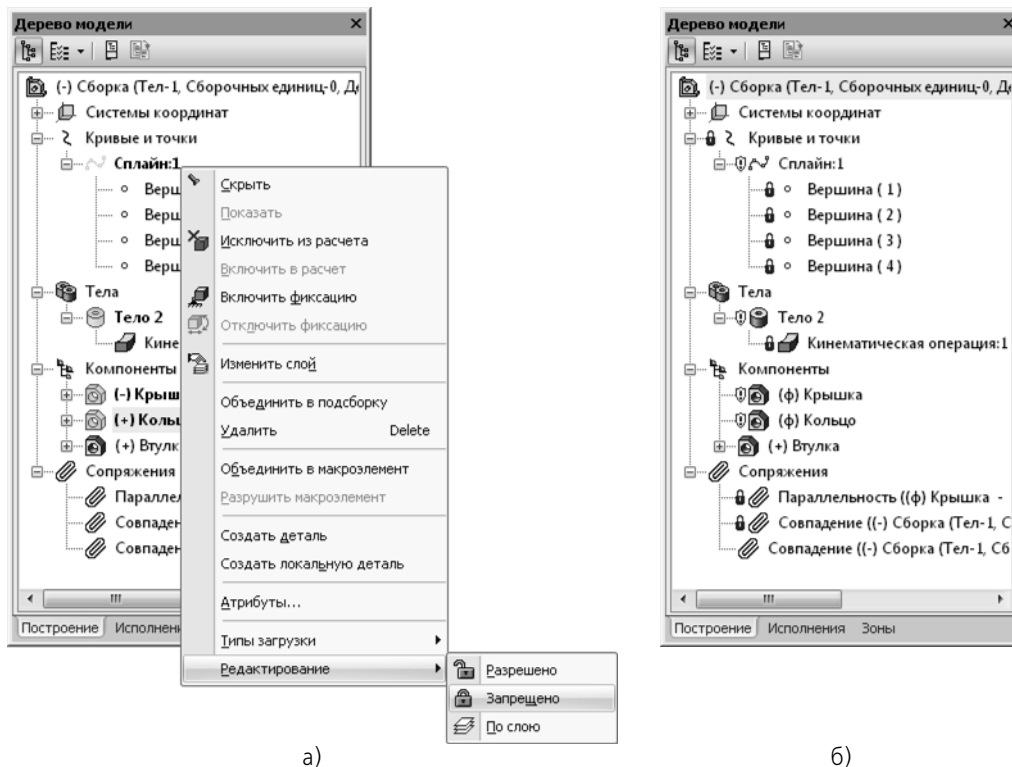 Дерево модели
(-) Сборка (Тел-1, Сборочных единиц-0, Д
Системы координат
Кривые и точки
Сплайн:1
Верш
Верш
Верш
Верш
Тела
Тело 2
Кине
Компоненты
(-) Крыш
(+) Коль
(+) Втулк
Сопряжения
Параллел
Совпаден
Совпаден
Построение
Исполнени
Скрыть
Показать
Исключить из расчета
Включить в расчет
Включить фиксацию
Отключить фиксацию
Изменить слой
Объединить в подсборку
Удалить Delete
Объединить в макроэлемент
Разрушить макроэлемент
Создать деталь
Создать локальную деталь
Атрибуты...
Типы загрузки
Редактирование
Разрешено
Запрещено
По слою
а)
Дерево модели
(-) Сборка (Тел-1, Сборочных единиц-0, Д
Системы координат
Кривые и точки
Сплайн:1
Вершина ( 1 )
Вершина ( 2 )
Вершина ( 3 )
Вершина ( 4 )
Тела
Тело 2
Кинематическая операция:1
Компоненты
(ф) Крышка
(ф) Кольцо
(+) Втулка
Сопряжения
Параллельность ((ф) Крышка -
Совпадение ((-) Сборка (Тел-1, С
Совпадение ((-) Сборка (Тел-1, Сб
Построение Исполнения Зоны
б)